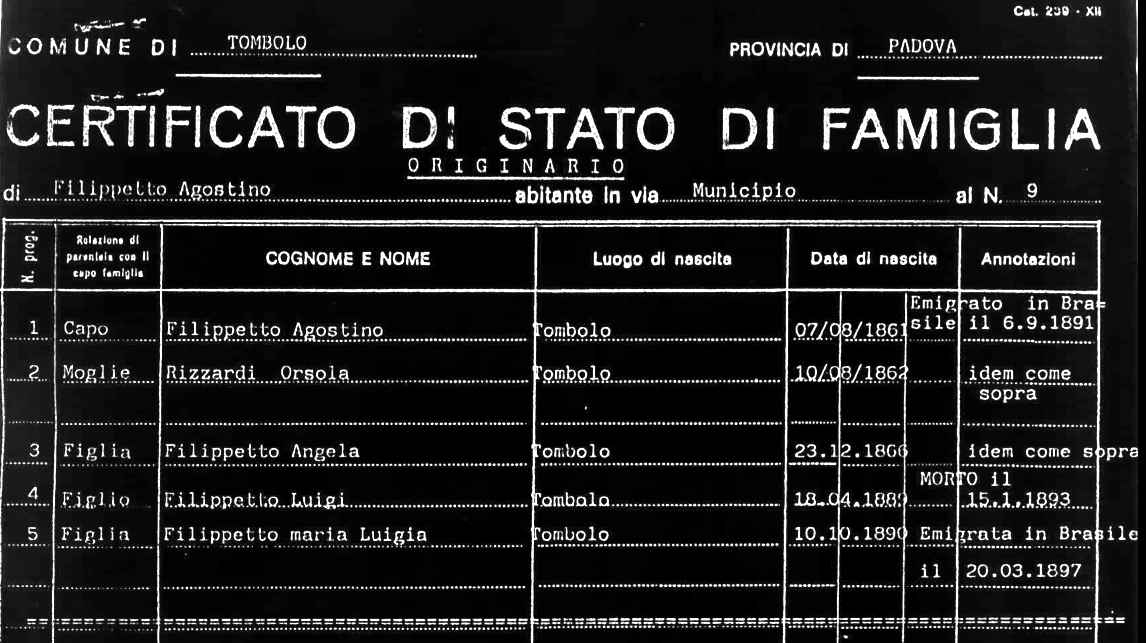 Cat. 239 - XII
COMUNE DI TOMBOLO PROVINCIA DI PADOVA
CERTIFICATO DI STATO DI FAMIGLIA
ORIGINARIO
di Filippetto Agostino abitante in via Municipio al N. 9
N. prog. Relazione di parentela con il capo famiglia COGNOME E NOME Luogo di nascita Data di nascita Annotazioni
Emigrato in Bra=
1 Capo Filippetto Agostino Tombolo 07/08/1861 sile il 6.9.1891
2 Moglie Rizzardi Orsola Tombolo 10/08/1862 idem come
sopra
3 Figlia Filippetto Angela Tombolo 23.12.1866 idem come sopra
MORTO il
4 Figlio Filippetto Luigi Tombolo 18.04.1889 15.1.1893
5 Figlia Filippetto maria Luigia Tombolo 10.10.1890 Emigrata in Brasile
il 20.03.1897